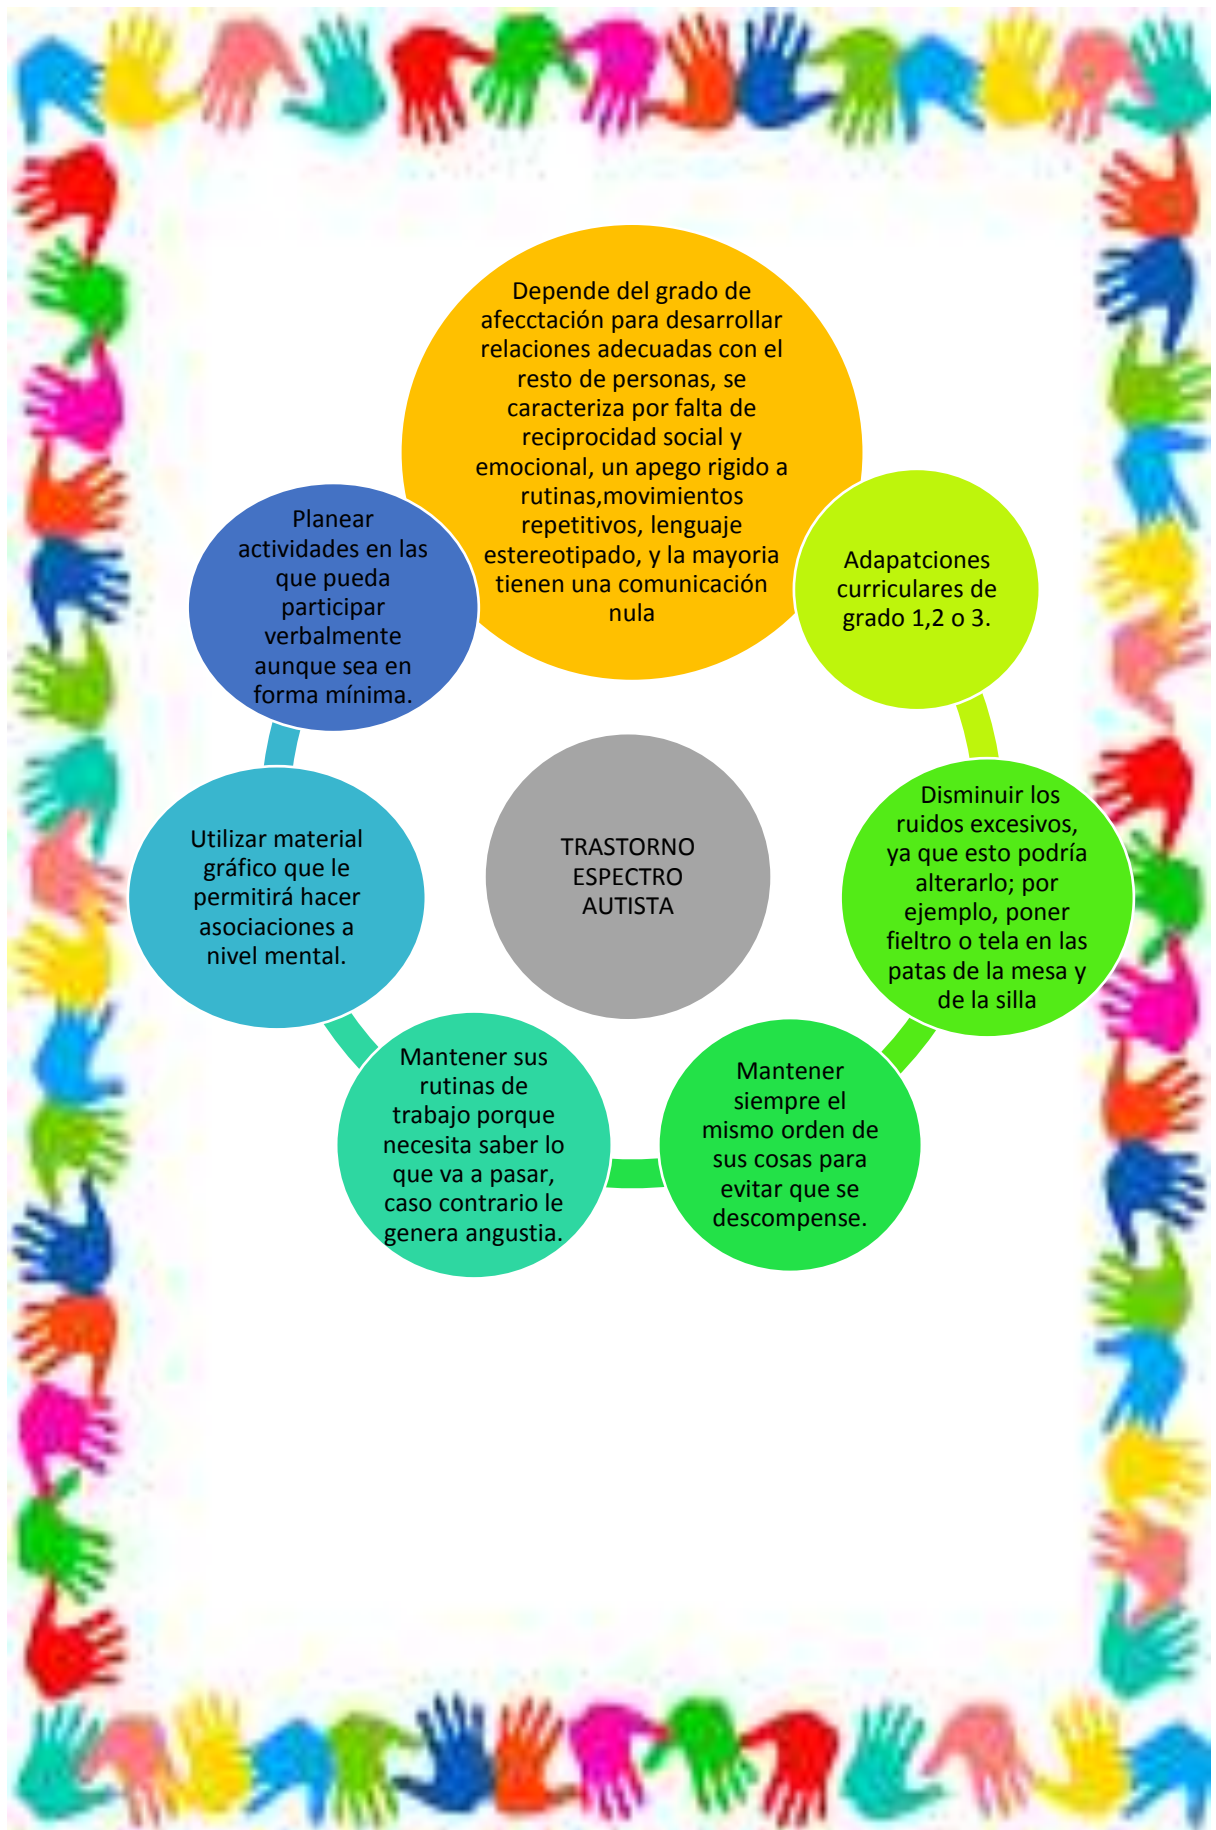 Depende del grado de
afecctación para desarrollar
relaciones adecuadas con el
resto de personas, se
caracteriza por falta de
reciprocidad social y
emocional, un apego rigido a
rutinas,movimientos
repetitivos, lenguaje
estereotipado, y la mayoria
tienen una comunicación
nula
Adapatciones
curriculares de
grado 1,2 o 3.
Disminuir los
ruidos excesivos,
ya que esto podría
alterarlo; por
ejemplo, poner
fieltro o tela en las
patas de la mesa y
de la silla
Mantener
siempre el
mismo orden de
sus cosas para
evitar que se
descompense.
Mantener sus
rutinas de
trabajo porque
necesita saber lo
que va a pasar,
caso contrario le
genera angustia.
Utilizar material
gráfico que le
permitirá hacer
asociaciones a
nivel mental.
Planear
actividades en las
que pueda
participar
verbalmente
aunque sea en
forma mínima.
TRASTORNO
ESPECTRO
AUTISTA